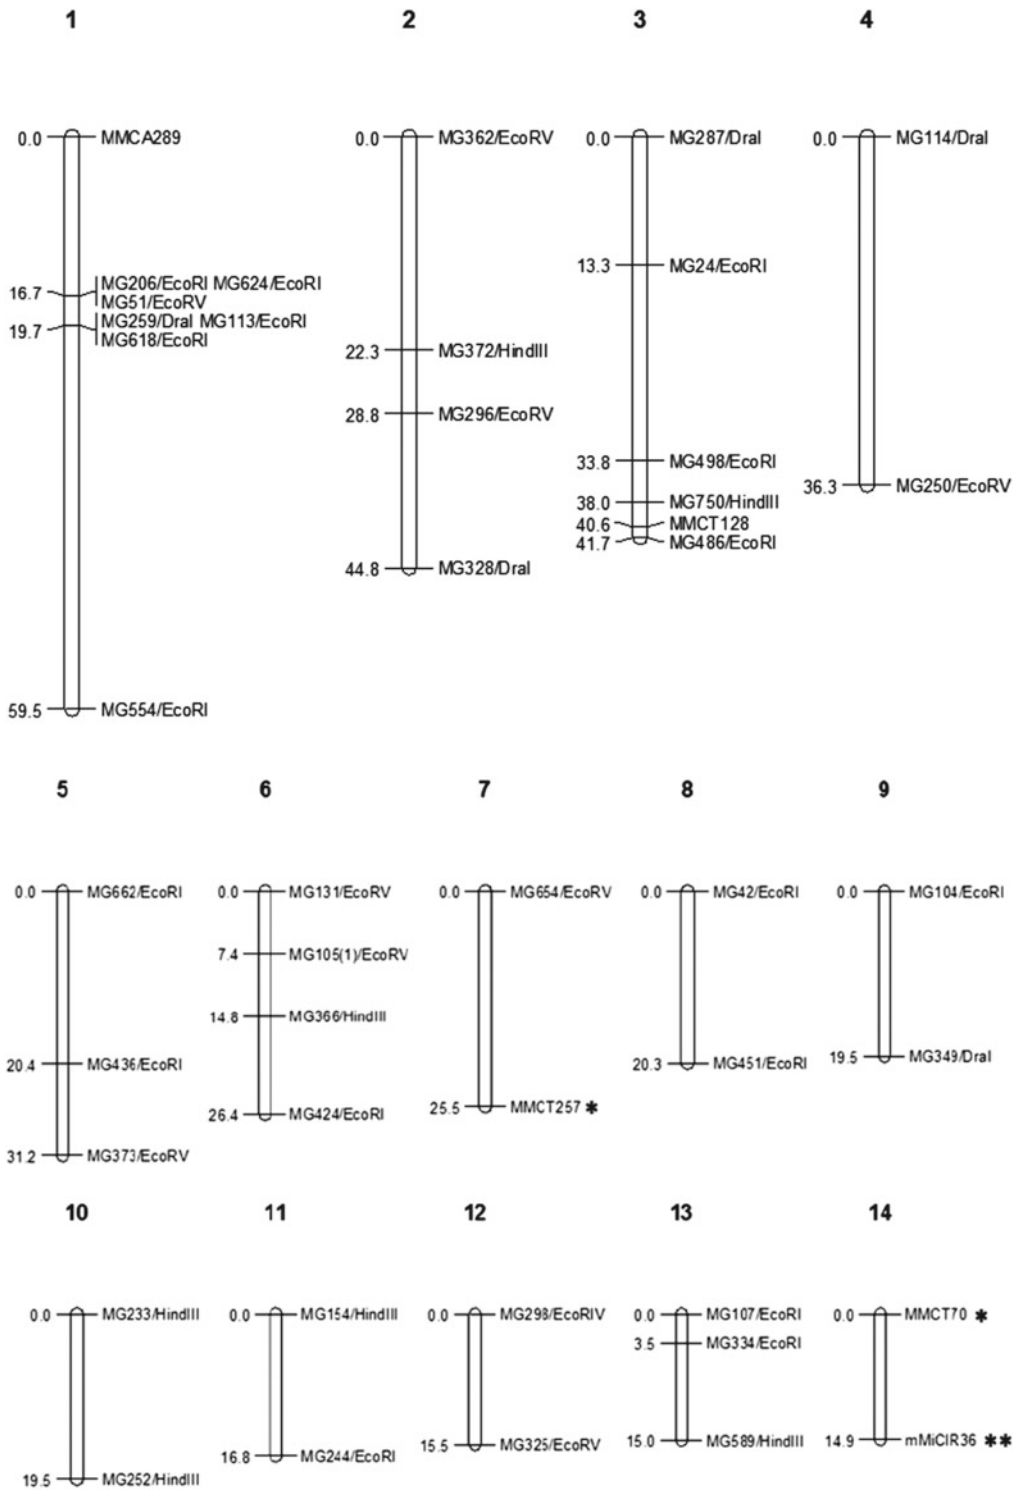 1 2 3 4
0.0 MMCA289
16.7 MG206/EcoRI MG624/EcoRI
MG51/EcoRV
19.7 MG259/DraI MG113/EcoRI
MG618/EcoRI
59.5 MG554/EcoRI
0.0 MG362/EcoRV
22.3 MG372/HindIII
28.8 MG296/EcoRV
44.8 MG328/DraI
0.0 MG287/DraI
13.3 MG24/EcoRI
33.8 MG498/EcoRI
38.0 MG750/HindIII
40.6 MMCT128
41.7 MG486/EcoRI
0.0 MG114/DraI
36.3 MG250/EcoRV
5 6 7 8 9
0.0 MG662/EcoRI
20.4 MG436/EcoRI
31.2 MG373/EcoRV
0.0 MG131/EcoRV
7.4 MG105(1)/EcoRV
14.8 MG366/HindIII
26.4 MG424/EcoRI
0.0 MG654/EcoRV
25.5 MMCT257 *
0.0 MG42/EcoRI
20.3 MG451/EcoRI
0.0 MG104/EcoRI
19.5 MG349/DraI
10 11 12 13 14
0.0 MG233/HindIII
19.5 MG252/HindIII
0.0 MG154/HindIII
16.8 MG244/EcoRI
0.0 MG298/EcoRIV
15.5 MG325/EcoRV
0.0 MG107/EcoRI
3.5 MG334/EcoRI
15.0 MG589/HindIII
0.0 MMCT70 *
14.9 mMiCIR36 **